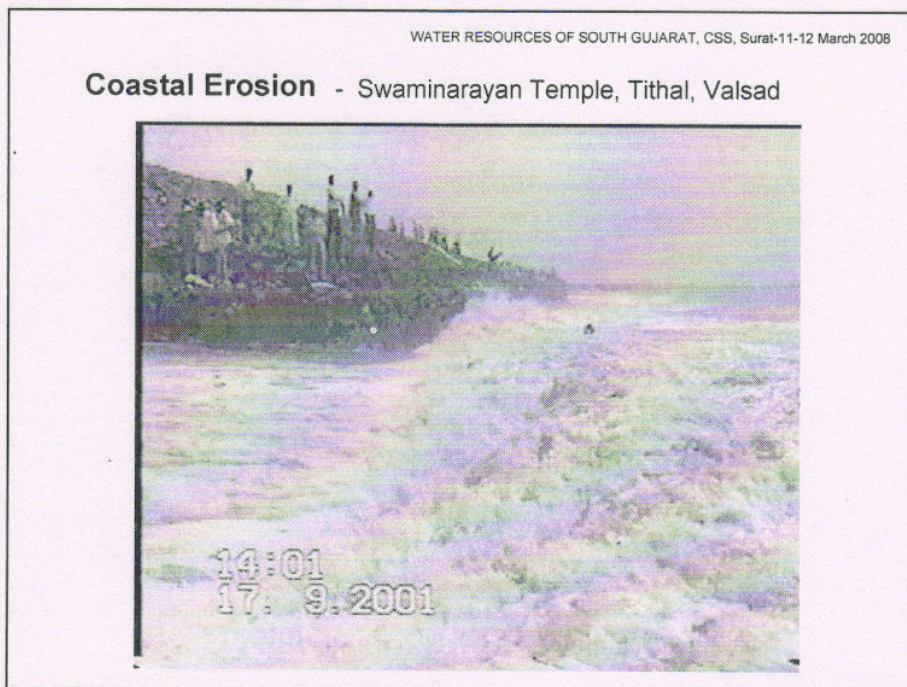 WATER RESOURCES OF SOUTH GUJARAT, CSS, Surat-11-12 March 2008
Coastal Erosion - Swaminarayan Temple, Tithal, Valsad
14:01
17. 9.2001